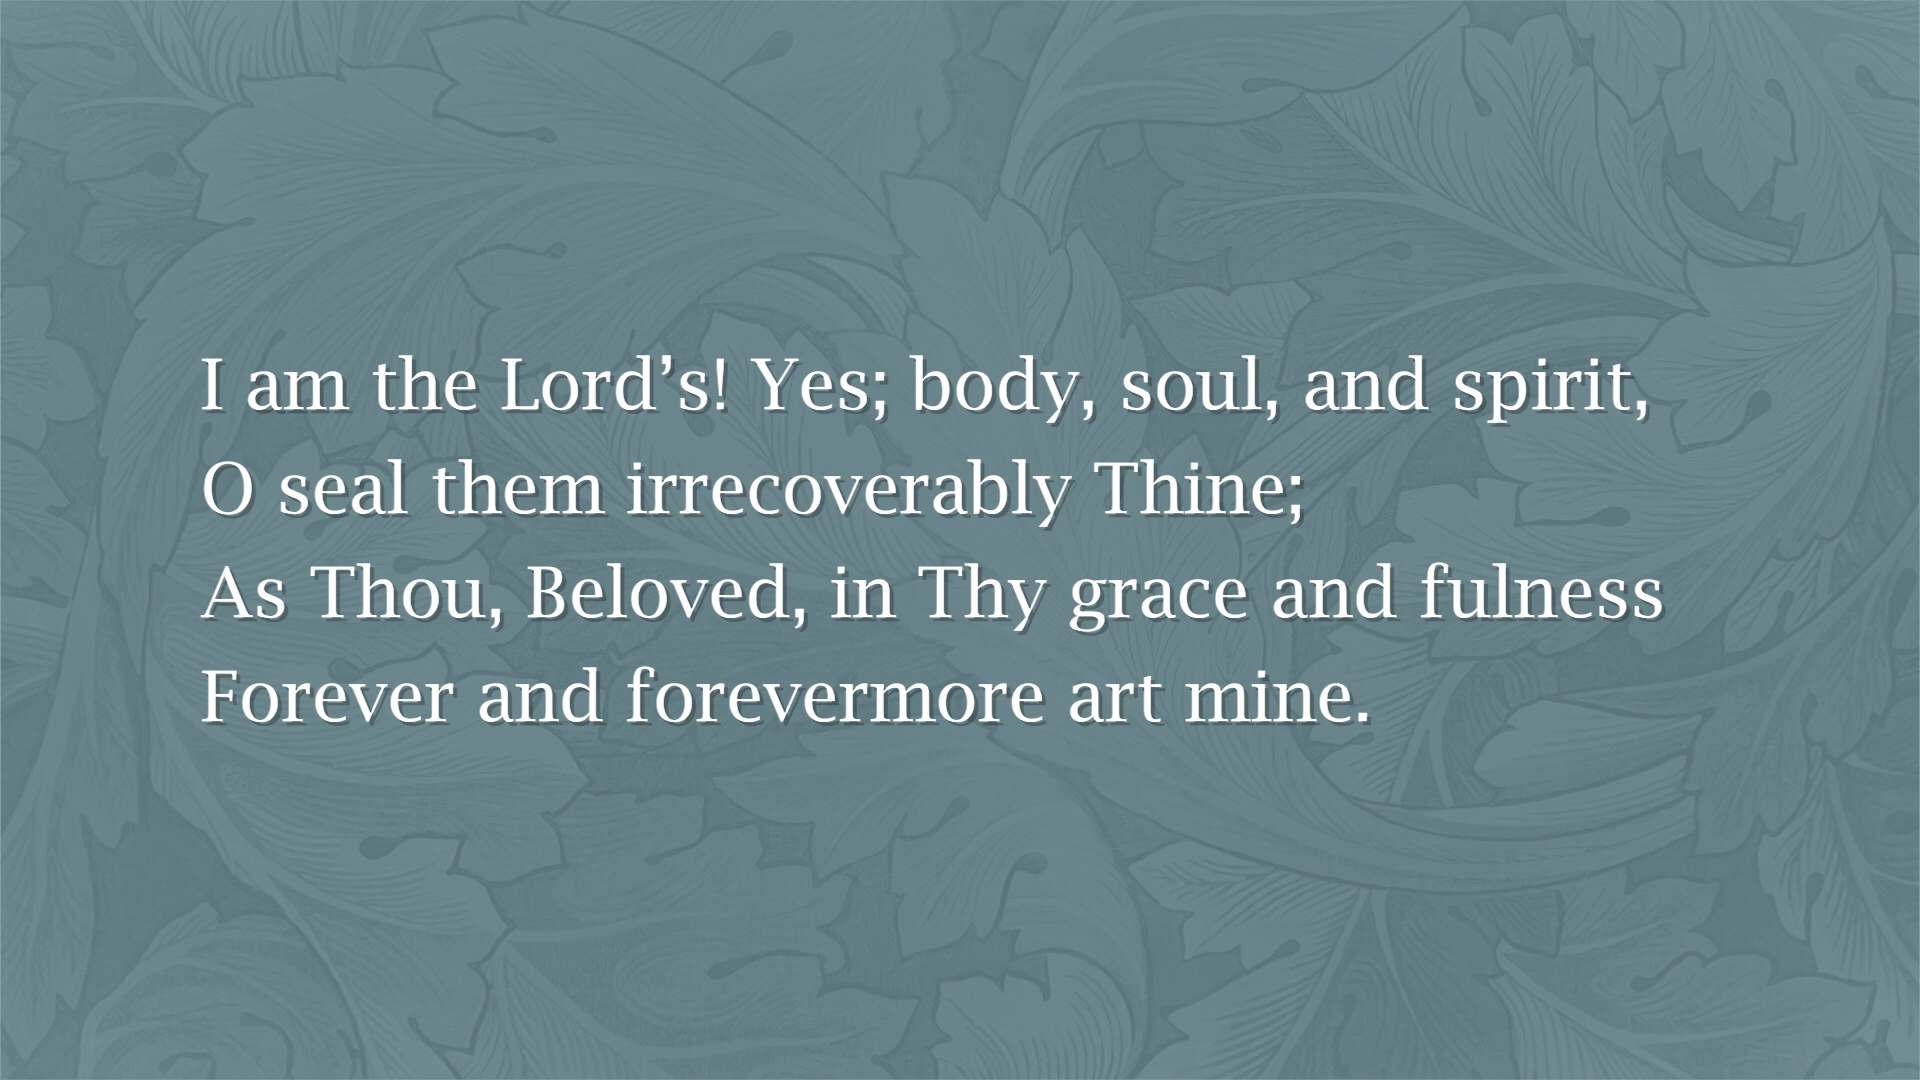 I am the Lord’s! Yes; body, soul, and spirit,
O seal them irrecoverably Thine;
As Thou, Beloved, in Thy grace and fulness
Forever and forevermore art mine.